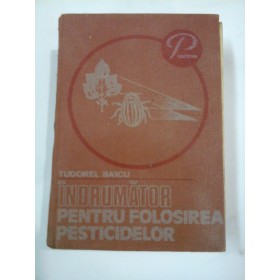 P
TUDOREL BAICU
ÎNDRUMĂTOR
PENTRU FOLOSIREA
PESTICIDELOR